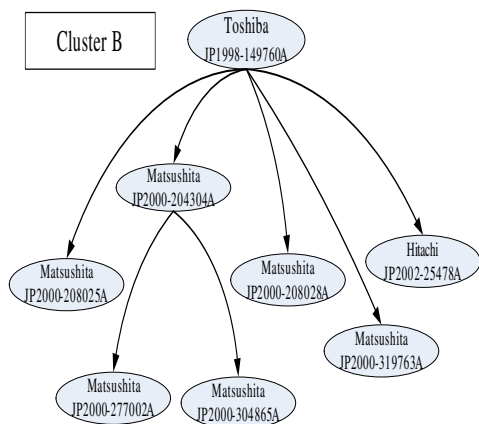 Cluster B
Toshiba
JP1998-149760A
Matsushita
JP2000-204304A
Matsushita
JP2000-208025A
Matsushita
JP2000-208028A
Hitachi
JP2002-25478A
Matsushita
JP2000-319763A
Matsushita
JP2000-277002A
Matsushita
JP2000-304865A